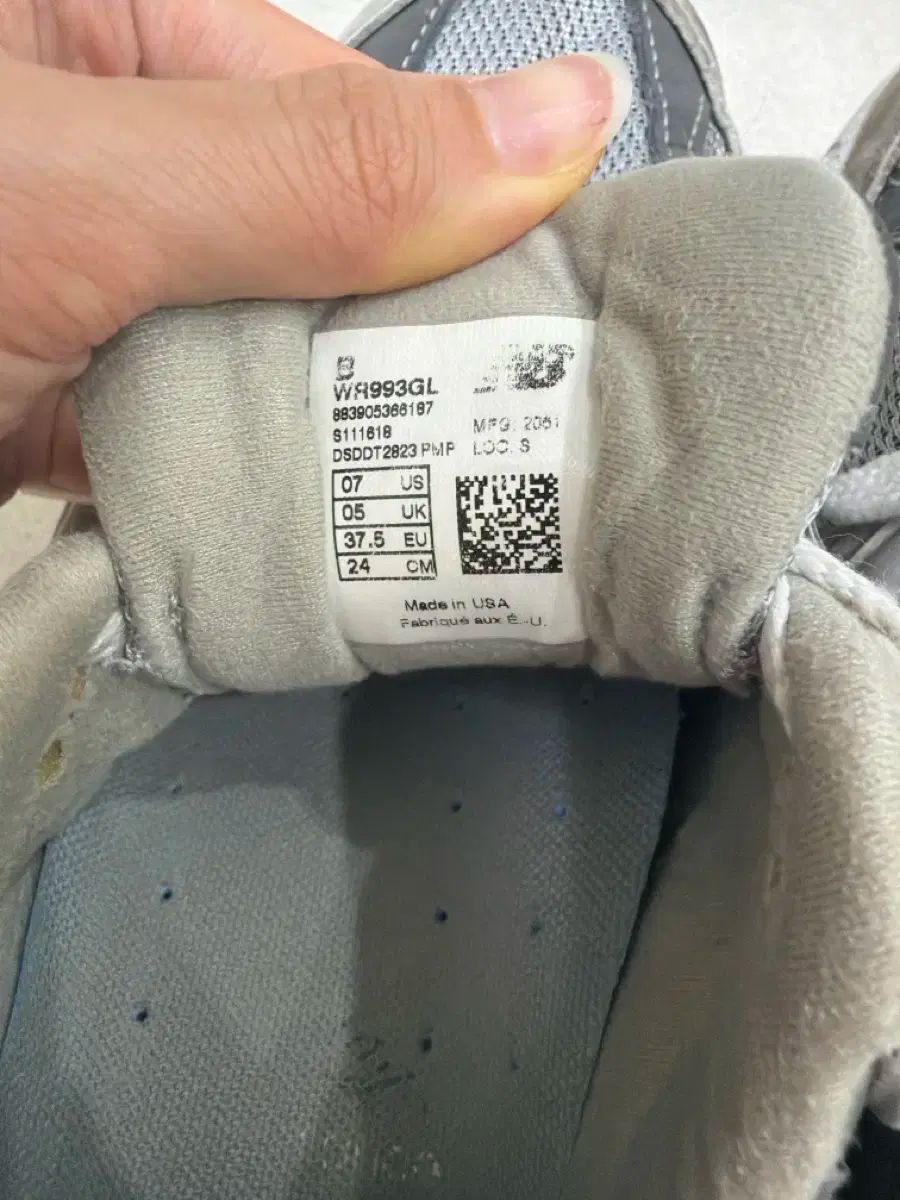 B
WR993GL
883905366187
S111618
MFG: 2051
DSDDT2823 PMP
LOC: S
07 US
05 UK
37.5 EU
24 CM
Made in USA
Fabriqué aux É.-U.